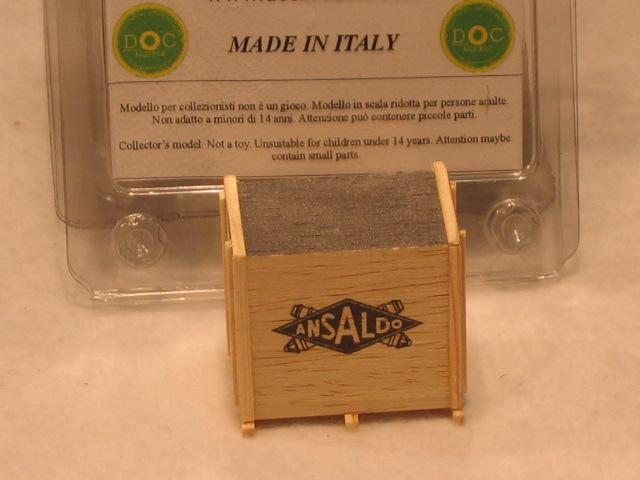 DOC
MADE IN ITALY
DOC
Modello per collezionisti non è un gioco. Modello in scala ridotta per persone adulte.
Non adatto a minori di 14 anni. Attenzione può contenere piccole parti.
Collector's model. Not a toy. Unsuitable for children under 14 years. Attention maybe
contain small parts.
ANSALDO